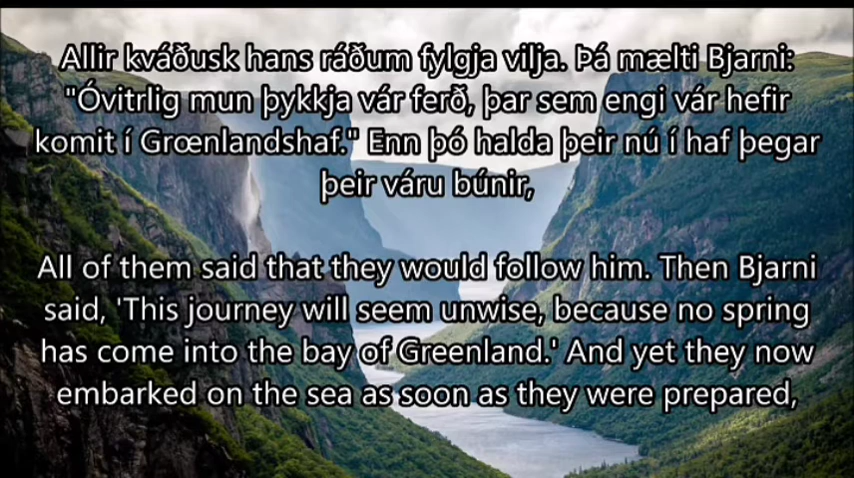 Allir kváðusk hans ráðum fylgja vilja. Þá mælti Bjarni:
"Óvitrlig mun þykkja vár ferð, þar sem engi vár hefir
komit í Grœnlandshaf." Enn þó halda þeir nú í haf þegar
þeir váru búnir,
All of them said that they would follow him. Then Bjarni
said, 'This journey will seem unwise, because no spring
has come into the bay of Greenland.' And yet they now
embarked on the sea as soon as they were prepared,